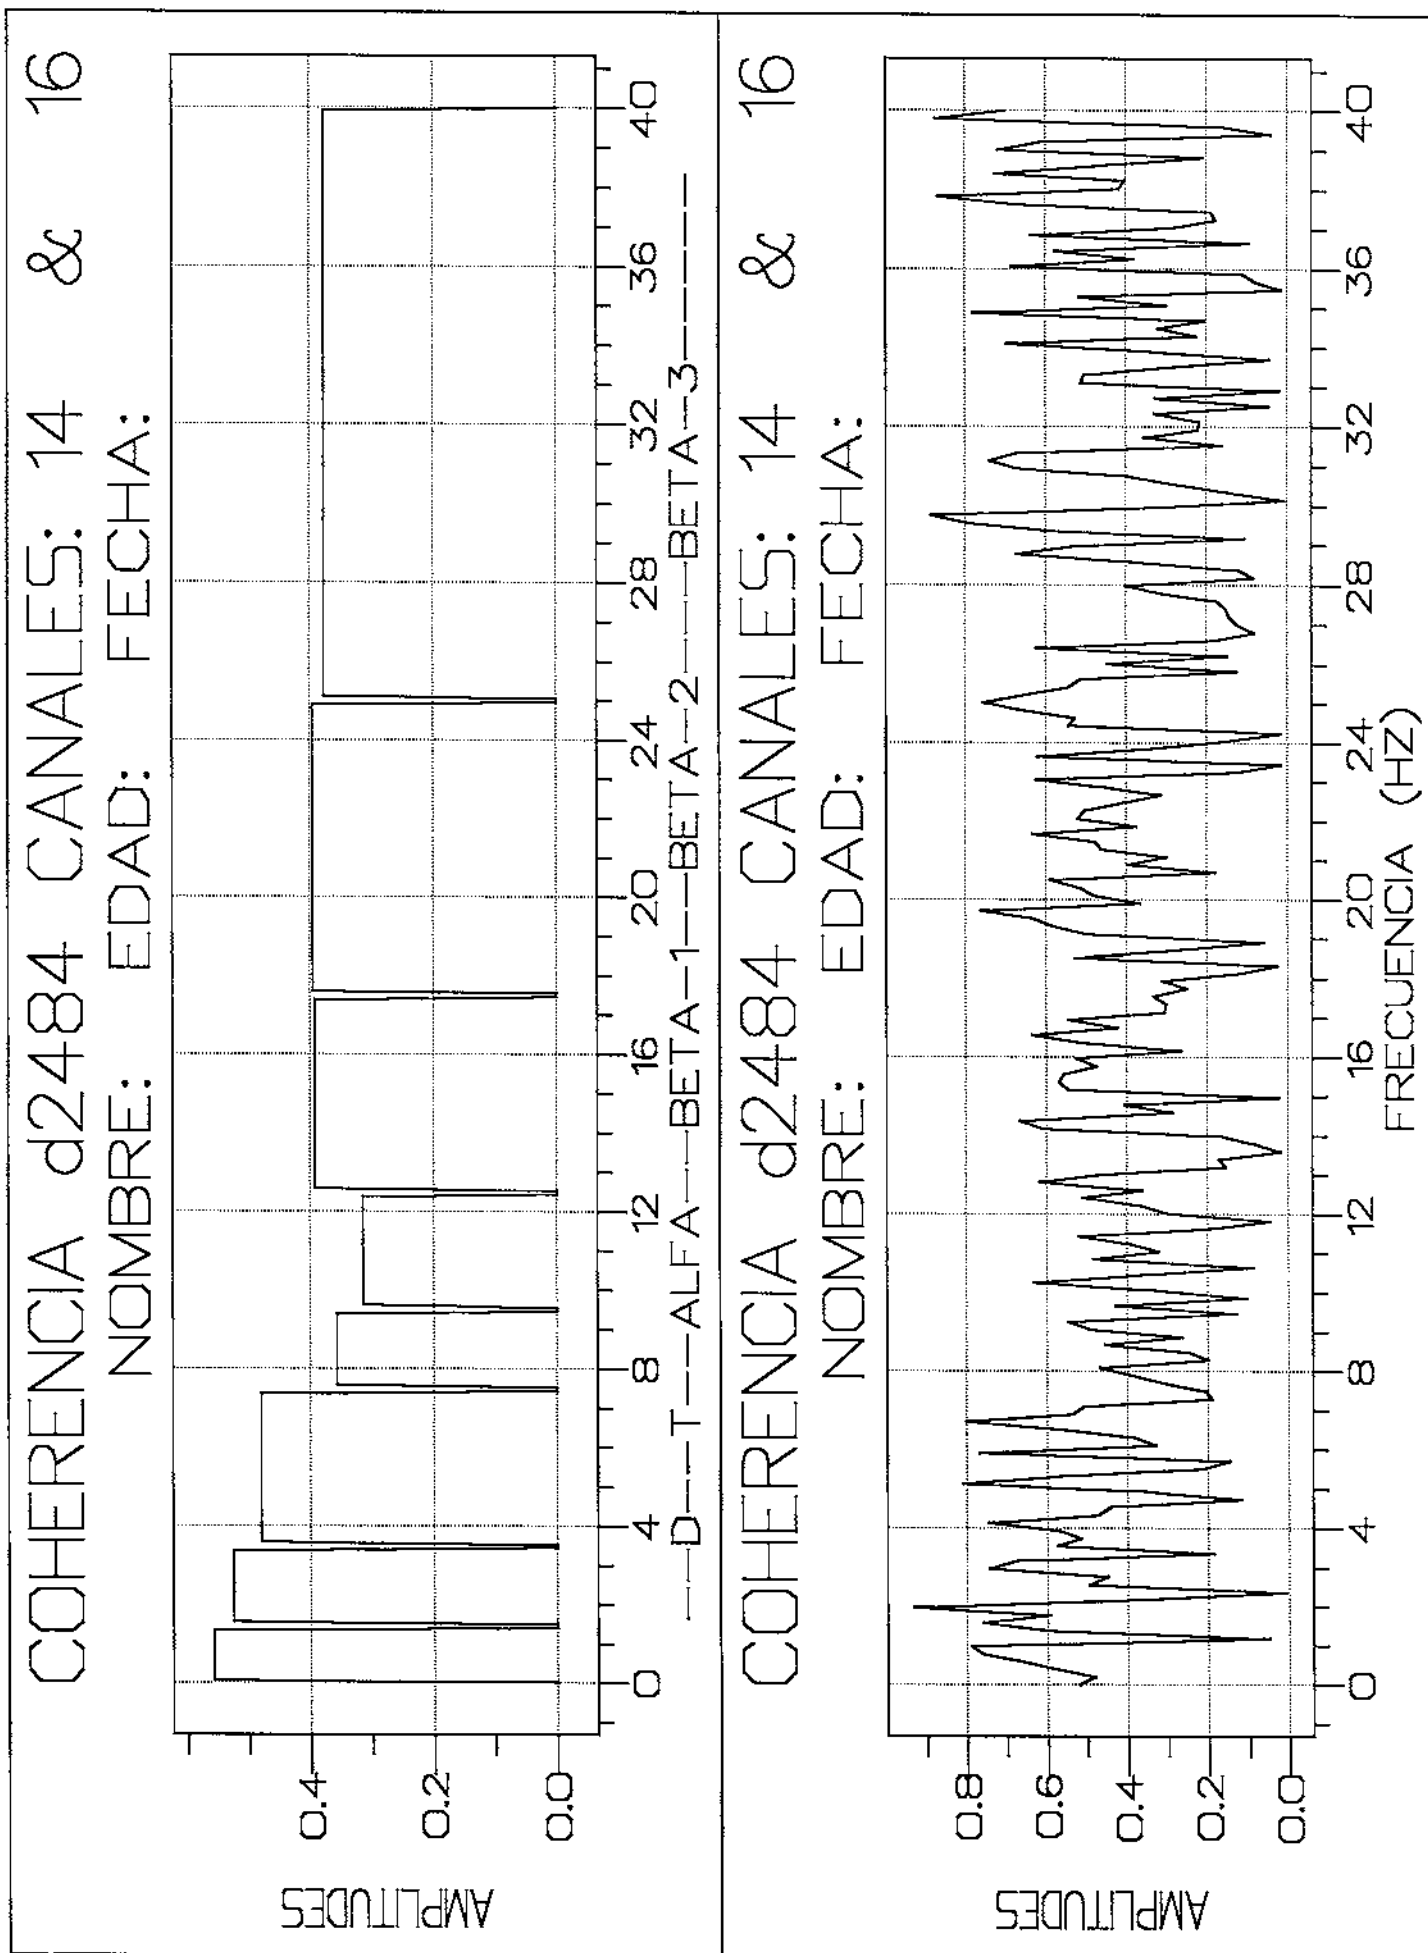 COHERENCIA d2484 CANALES: 14 & 16
NOMBRE: EDAD: FECHA:
AMPLITUDES
0.4
0.2
0.0
0 4 8 12 16 20 24 28 32 36 40
----D---T---ALFA---BETA-1---BETA-2----BETA-3---------
COHERENCIA d2484 CANALES: 14 & 16
NOMBRE: EDAD: FECHA:
AMPLITUDES
0.8
0.6
0.4
0.2
0.0
0 4 8 12 16 20 24 28 32 36 40
FRECUENCIA (HZ)